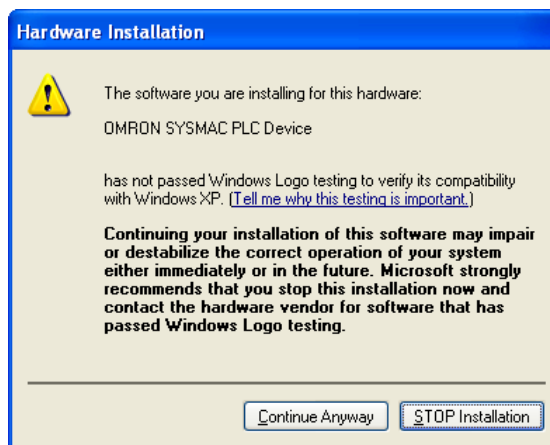 Hardware Installation
The software you are installing for this hardware:
OMRON SYSMAC PLC Device
has not passed Windows Logo testing to verify its compatibility
with Windows XP. (Tell me why this testing is important.)
Continuing your installation of this software may impair
or destabilize the correct operation of your system
either immediately or in the future. Microsoft strongly
recommends that you stop this installation now and
contact the hardware vendor for software that has
passed Windows Logo testing.
Continue Anyway
STOP Installation